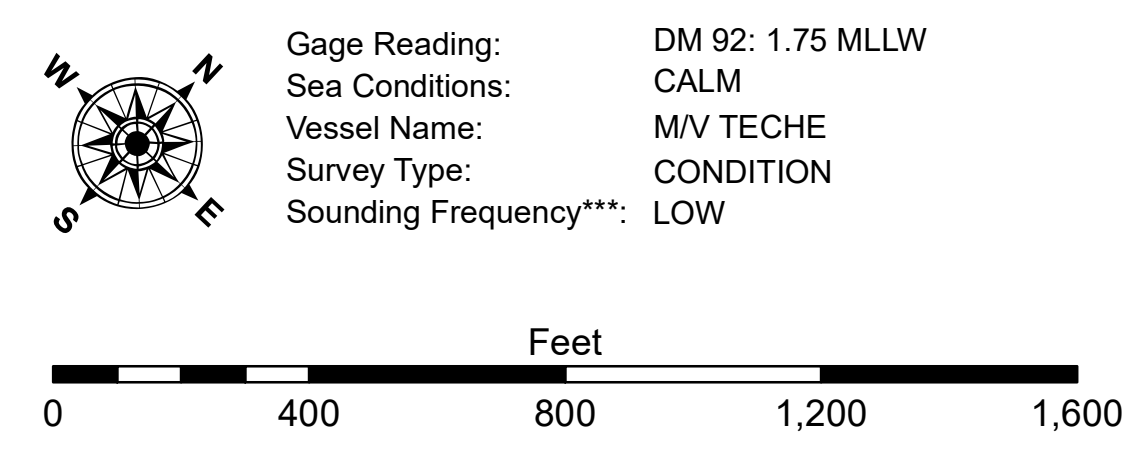 W N
S E
Gage Reading: DM 92: 1.75 MLLW
Sea Conditions: CALM
Vessel Name: M/V TECHE
Survey Type: CONDITION
Sounding Frequency***: LOW
Feet
0 400 800 1,200 1,600